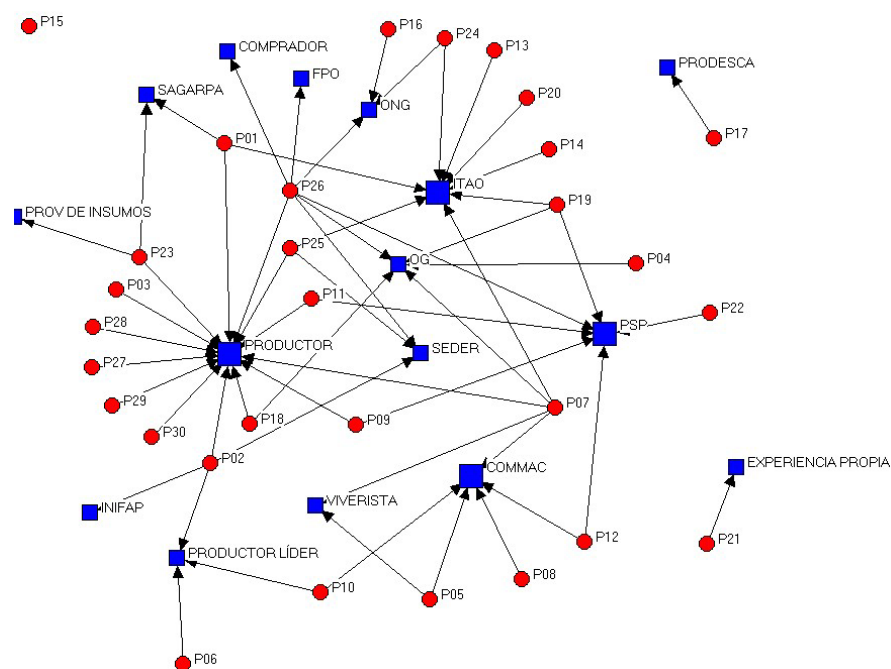 P15
COMPRADOR
P16
P24
P13
FPO
PRODESCA
SAGARPA
ONG
P20
P01
P17
P14
P26
ITAO
PROV DE INSUMOS
P19
P23
P25
OG
P04
P03
P11
P22
P28
PSP
PRODUCTOR
SEDER
P27
P29
P07
P30
P18
P09
P02
COMMAC
EXPERIENCIA PROPIA
INIFAP
VIVERISTA
P12
P21
PRODUCTOR LÍDER
P08
P10
P05
P06